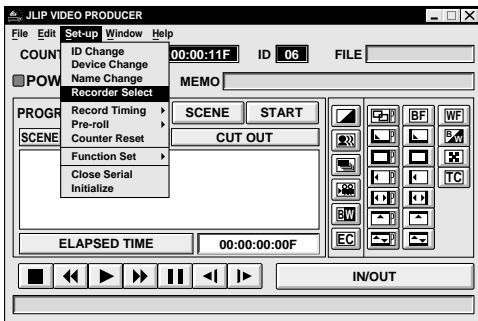 JLIP VIDEO PRODUCER
File Edit Set-up Window Help
COUNT 00:00:11F ID 06 FILE
POW MEMO
ID Change
Device Change
Name Change
Recorder Select
Record Timing
Pre-roll
Counter Reset
Function Set
Close Serial
Initialize
PROGR SCENE START
SCENE CUT OUT
ELAPSED TIME 00:00:00:00F
P BF WF
P B/W
P
P TC
P
BW P
EC P
IN/OUT